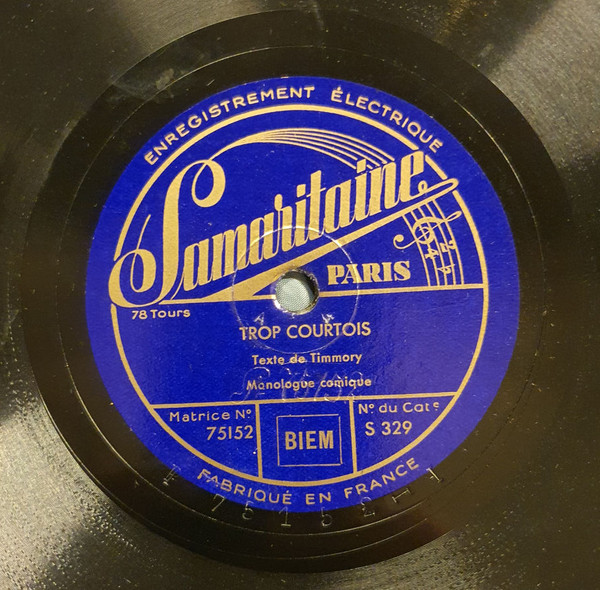 ENREGISTREMENT ÉLECTRIQUE
Samaritaine
PARIS
78 Tours
TROP COURTOIS
Texte de Timmory
Monologue comique
Matrice Nº
75152
BIEM
Nº du Catᵉ
S 329
FABRIQUÉ EN FRANCE